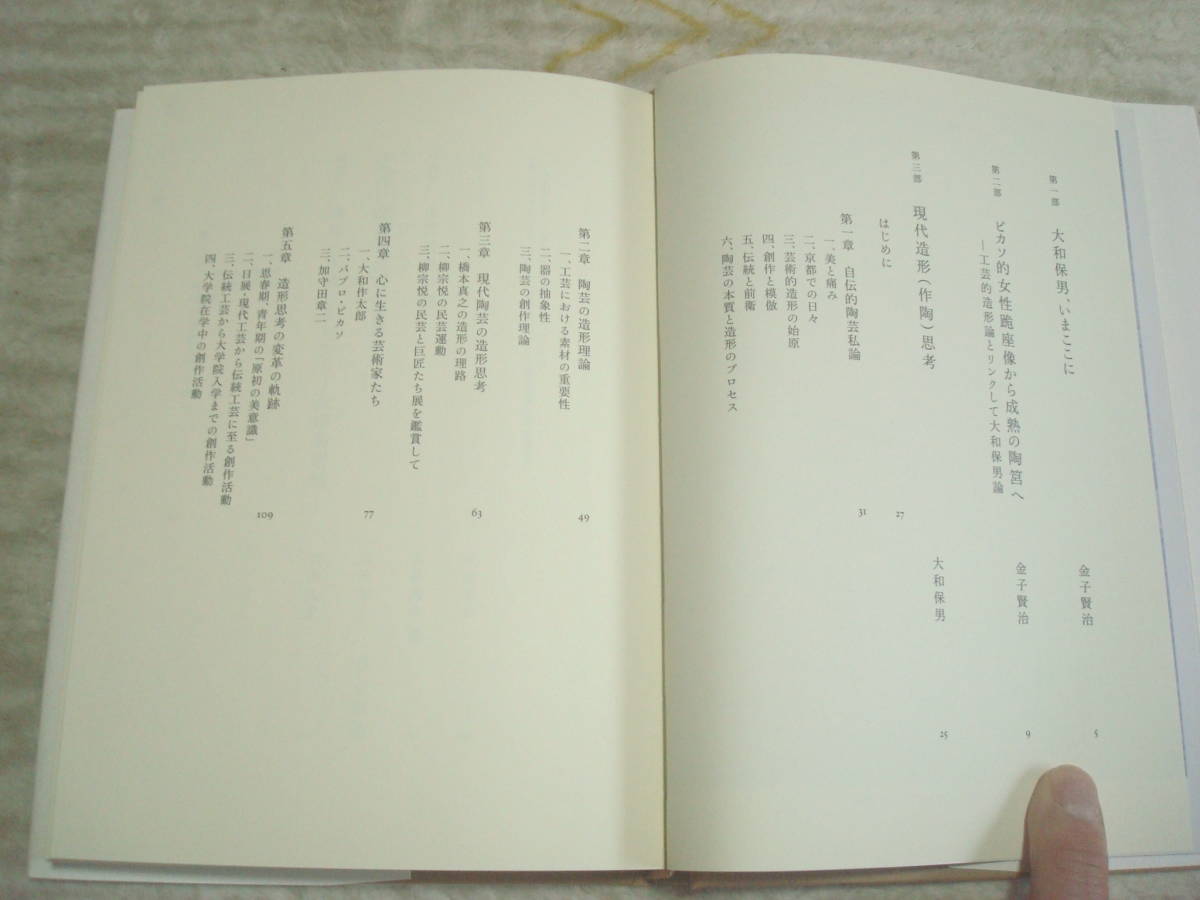 第一部 大和保男、いまここに 金子賢治 5
第二部 ピカソ的女性跪座像から成熟の陶筥へ
―工芸的造形論とリンクして大和保男論 金子賢治 9
第三部 現代造形(作陶)思考 大和保男 25
はじめに 27
第一章 自伝的陶芸私論 31
一、美と痛み
二、京都での日々
三、芸術的造形の始原
四、創作と模倣
五、伝統と前衛
六、陶芸の本質と造形のプロセス
第二章 陶芸の造形理論 49
一、工芸における素材の重要性
二、器の抽象性
三、陶芸の創作理論
第三章 現代陶芸の造形思考 63
一、橋本真之の造形の理路
二、柳宗悦の民芸運動
三、柳宗悦の民芸と巨匠たち展を鑑賞して
第四章 心に生きる芸術家たち 77
一、大和作太郎
二、パブロ・ピカソ
三、加守田章二
第五章 造形思考の変革の軌跡 109
一、思春期、青年期の「原初の美意識」
二、日展・現代工芸から伝統工芸に至る創作活動
三、伝統工芸から大学院入学までの創作活動
四、大学院在学中の創作活動